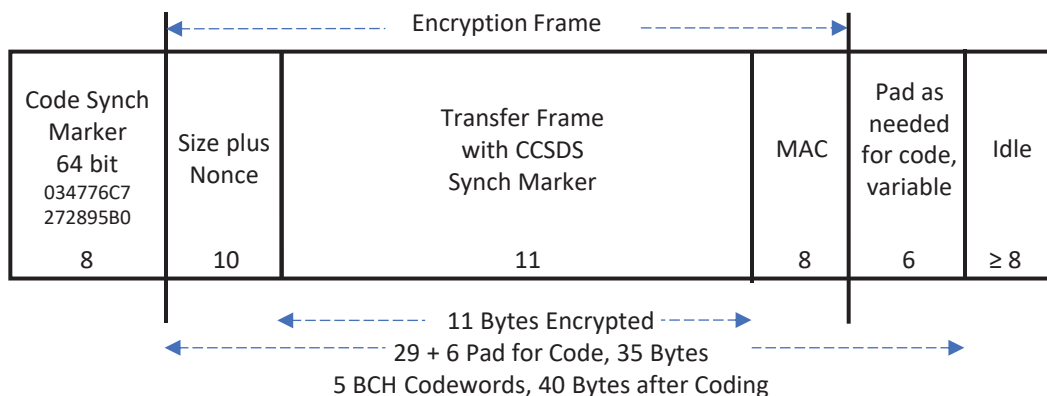 Encryption Frame
Code Synch
Marker
64 bit
034776C7
272895B0
8
Size plus
Nonce
10
Transfer Frame
with CCSDS
Synch Marker
11
MAC
8
Pad as
needed
for code,
variable
6
Idle
≥ 8
11 Bytes Encrypted
29 + 6 Pad for Code, 35 Bytes
5 BCH Codewords, 40 Bytes after Coding